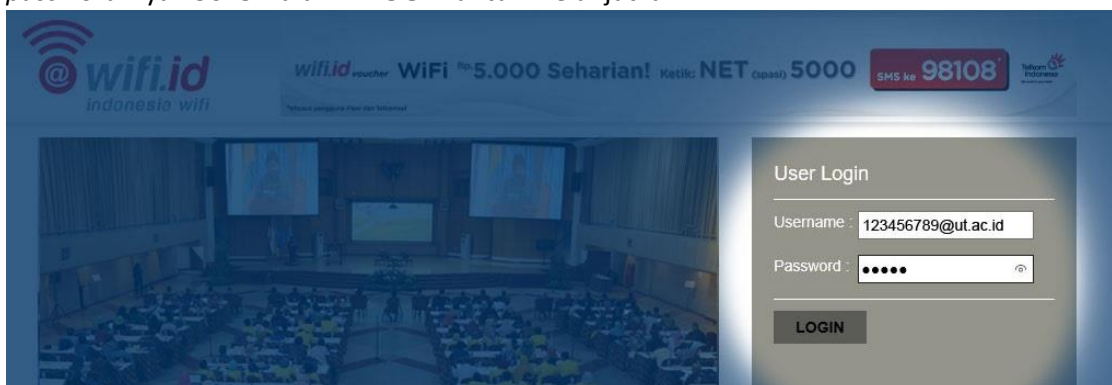 @ wifi.id
indonesia wifi
wifi.id voucher WiFi Rp.5.000 Seharian! Ketik: NET (spasi) 5000 SMS ke 98108*
Telkom
Indonesia
User Login
Username : 123456789@ut.ac.id
Password : •••••
LOGIN